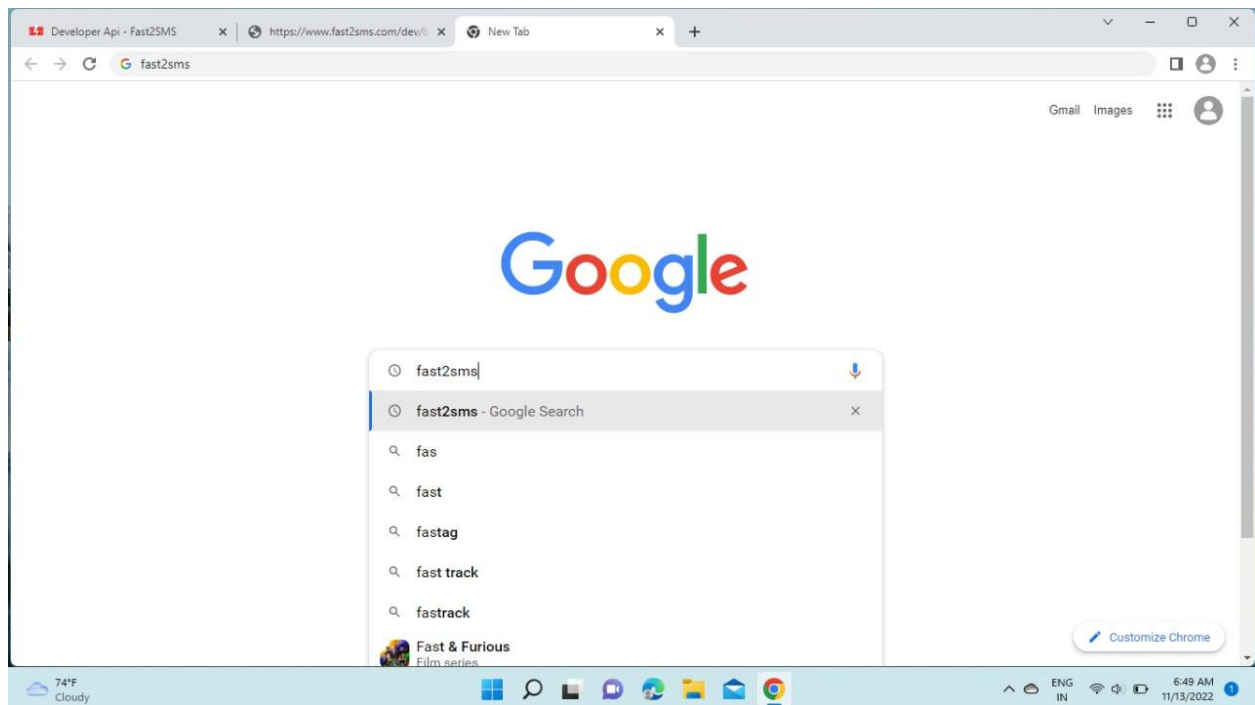 Developer Api - Fast2SMS
https://www.fast2sms.com/dev/b
New Tab
fast2sms
Gmail Images
Google
fast2sms
fast2sms - Google Search
fas
fast
fastag
fast track
fastrack
Fast & Furious
Film series
Customize Chrome
74°F
Cloudy
ENG
IN
6:49 AM
11/13/2022
1